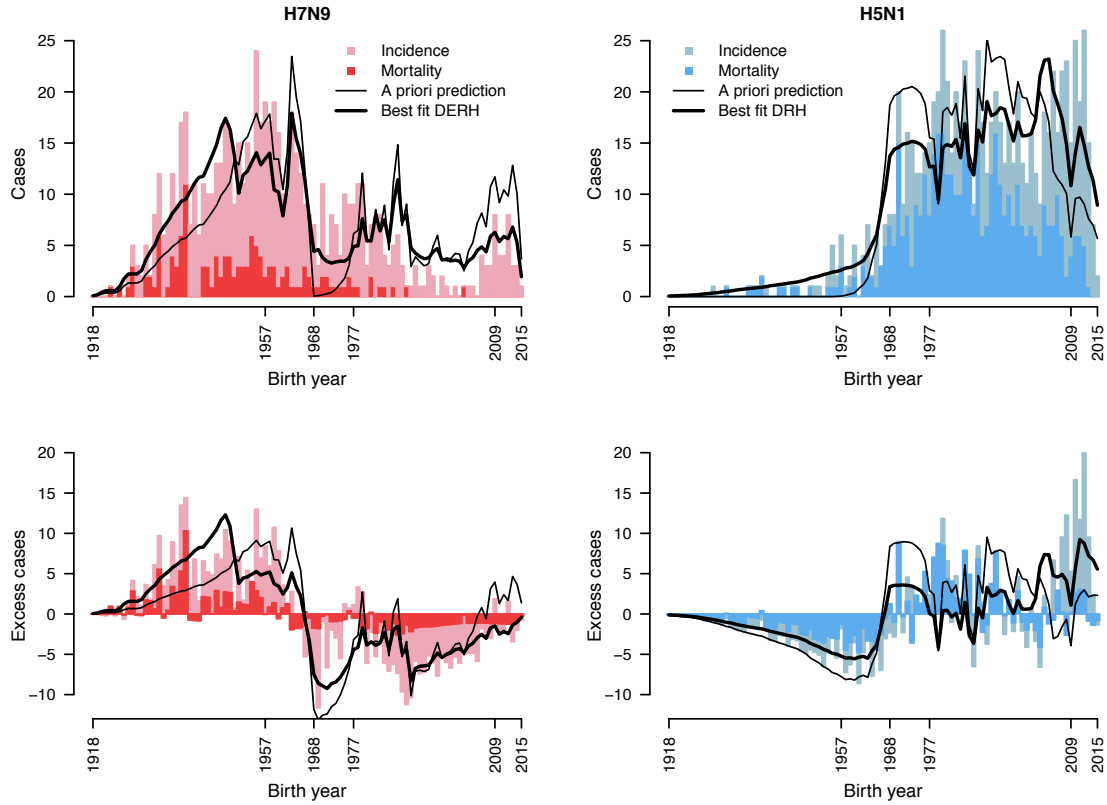 H7N9
25
20
15
10
5
0
Cases
Incidence
Mortality
A priori prediction
Best fit DERH
1918
1957
1968
1977
2009
2015
Birth year
H5N1
25
20
15
10
5
0
Cases
Incidence
Mortality
A priori prediction
Best fit DRH
1918
1957
1968
1977
2009
2015
Birth year
20
15
10
5
0
−5
−10
Excess cases
1918
1957
1968
1977
2009
2015
Birth year
20
15
10
5
0
−5
−10
Excess cases
1918
1957
1968
1977
2009
2015
Birth year